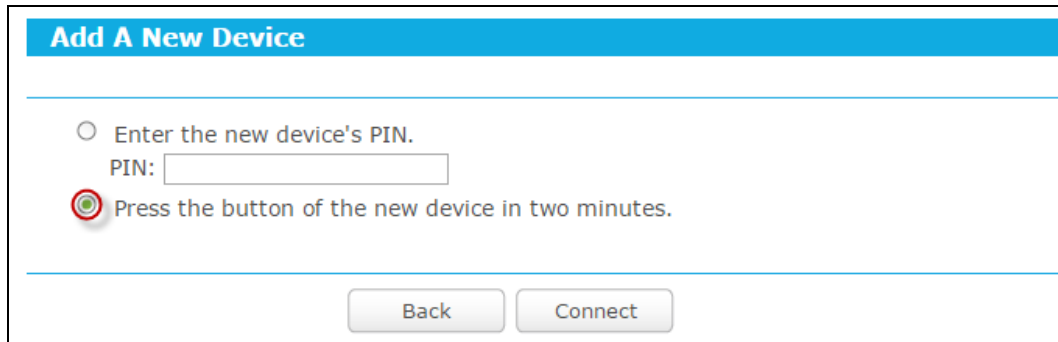 Add A New Device
Enter the new device's PIN.
PIN:
Press the button of the new device in two minutes.
Back Connect